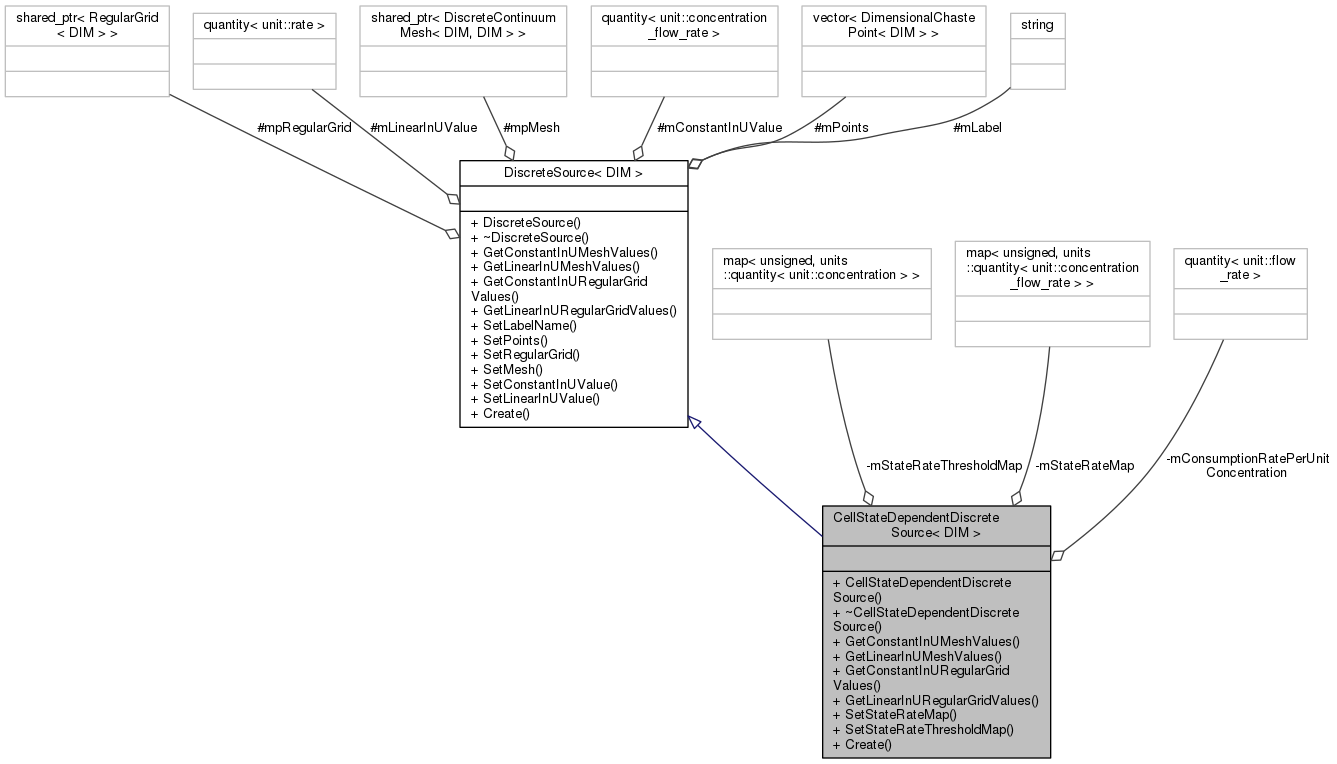 shared_ptr< RegularGrid
< DIM > >
quantity< unit::rate >
shared_ptr< DiscreteContinuum
Mesh< DIM, DIM > >
quantity< unit::concentration
_flow_rate >
vector< DimensionalChaste
Point< DIM > >
string
#mpRegularGrid
#mLinearInUValue
#mpMesh
#mConstantInUValue
#mPoints
#mLabel
DiscreteSource< DIM >
+ DiscreteSource()
+ ~DiscreteSource()
+ GetConstantInUMeshValues()
+ GetLinearInUMeshValues()
+ GetConstantInURegularGrid
Values()
+ GetLinearInURegularGridValues()
+ SetLabelName()
+ SetPoints()
+ SetRegularGrid()
+ SetMesh()
+ SetConstantInUValue()
+ SetLinearInUValue()
+ Create()
map< unsigned, units
::quantity< unit::concentration > >
map< unsigned, units
::quantity< unit::concentration
_flow_rate > >
quantity< unit::flow
_rate >
-mStateRateThresholdMap
-mStateRateMap
-mConsumptionRatePerUnit
Concentration
CellStateDependentDiscrete
Source< DIM >
+ CellStateDependentDiscrete
Source()
+ ~CellStateDependentDiscrete
Source()
+ GetConstantInUMeshValues()
+ GetLinearInUMeshValues()
+ GetConstantInURegularGrid
Values()
+ GetLinearInURegularGridValues()
+ SetStateRateMap()
+ SetStateRateThresholdMap()
+ Create()